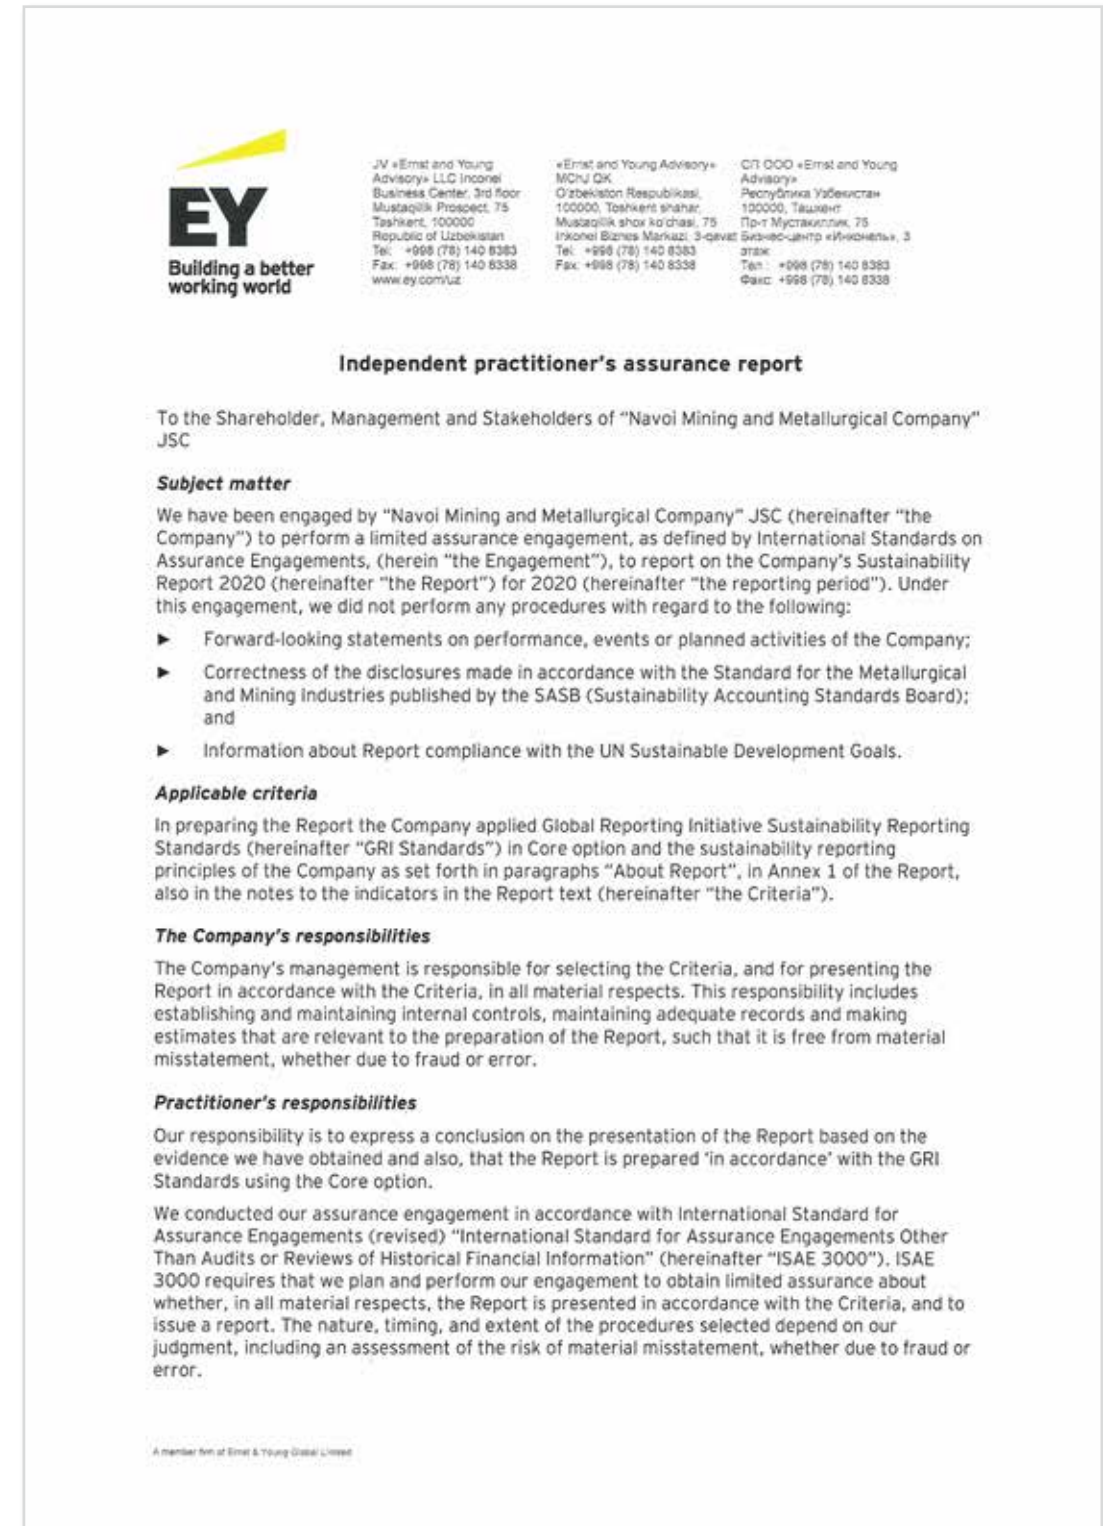 EY
Building a better
working world
JV «Ernst and Young
Advisory» LLC Inconel
Business Center, 3rd floor
Mustaqillik Prospect, 75
Tashkent, 100000
Republic of Uzbekistan
Tel: +998 (78) 140 8383
Fax: +998 (78) 140 8338
www.ey.com/uz
«Ernst and Young Advisory»
MChJ QK
O'zbekiston Respublikasi,
100000, Toshkent shahar,
Mustaqillik shox ko'chasi, 75
Inkonel Biznes Markazi, 3-qavat
Tel: +998 (78) 140 8383
Fax: +998 (78) 140 8338
СП ООО «Ernst and Young
Advisory»
Республика Узбекистан
100000, Ташкент
Пр-т Мустакиллик, 75
Бизнес-центр «Инконель», 3
этаж
Тел.: +998 (78) 140 8383
Факс: +998 (78) 140 8338
Independent practitioner's assurance report
To the Shareholder, Management and Stakeholders of "Navoi Mining and Metallurgical Company"
JSC
Subject matter
We have been engaged by "Navoi Mining and Metallurgical Company" JSC (hereinafter "the
Company") to perform a limited assurance engagement, as defined by International Standards on
Assurance Engagements, (herein "the Engagement"), to report on the Company's Sustainability
Report 2020 (hereinafter "the Report") for 2020 (hereinafter "the reporting period"). Under
this engagement, we did not perform any procedures with regard to the following:
► Forward-looking statements on performance, events or planned activities of the Company;
► Correctness of the disclosures made in accordance with the Standard for the Metallurgical
and Mining industries published by the SASB (Sustainability Accounting Standards Board);
and
► Information about Report compliance with the UN Sustainable Development Goals.
Applicable criteria
In preparing the Report the Company applied Global Reporting Initiative Sustainability Reporting
Standards (hereinafter "GRI Standards") in Core option and the sustainability reporting
principles of the Company as set forth in paragraphs "About Report", in Annex 1 of the Report,
also in the notes to the indicators in the Report text (hereinafter "the Criteria").
The Company's responsibilities
The Company's management is responsible for selecting the Criteria, and for presenting the
Report in accordance with the Criteria, in all material respects. This responsibility includes
establishing and maintaining internal controls, maintaining adequate records and making
estimates that are relevant to the preparation of the Report, such that it is free from material
misstatement, whether due to fraud or error.
Practitioner's responsibilities
Our responsibility is to express a conclusion on the presentation of the Report based on the
evidence we have obtained and also, that the Report is prepared 'in accordance' with the GRI
Standards using the Core option.
We conducted our assurance engagement in accordance with International Standard for
Assurance Engagements (revised) "International Standard for Assurance Engagements Other
Than Audits or Reviews of Historical Financial Information" (hereinafter "ISAE 3000"). ISAE
3000 requires that we plan and perform our engagement to obtain limited assurance about
whether, in all material respects, the Report is presented in accordance with the Criteria, and to
issue a report. The nature, timing, and extent of the procedures selected depend on our
judgment, including an assessment of the risk of material misstatement, whether due to fraud or
error.
A member firm of Ernst & Young Global Limited